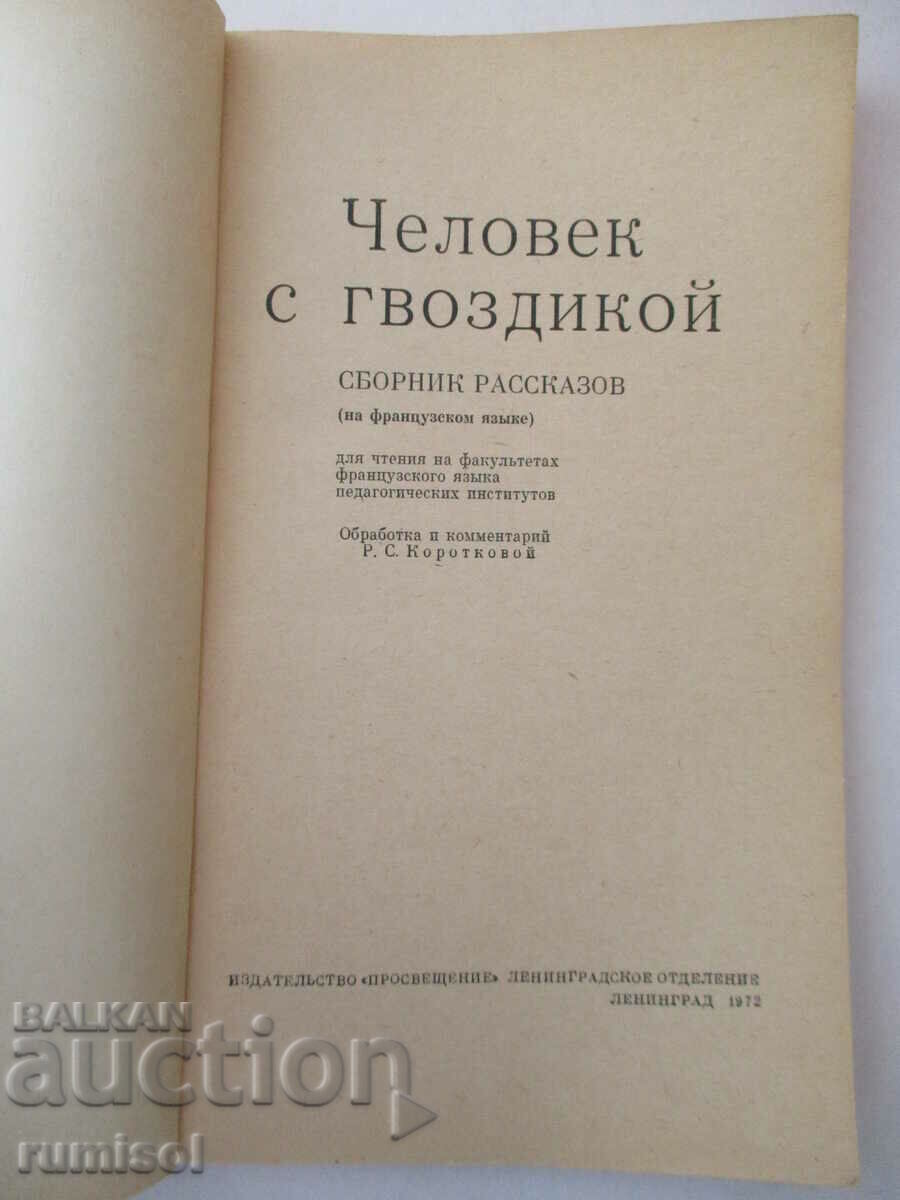 Человек
с гвоздикой
СБОРНИК РАССКАЗОВ
(на французском языке)
для чтения на факультетах
французского языка
педагогических институтов
Обработка и комментарий
Р. С. Коротковой
ИЗДАТЕЛЬСТВО «ПРОСВЕЩЕНИЕ» ЛЕНИНГРАДСКОЕ ОТДЕЛЕНИЕ
ЛЕНИНГРАД 1972
BALKAN
auction
rumisol